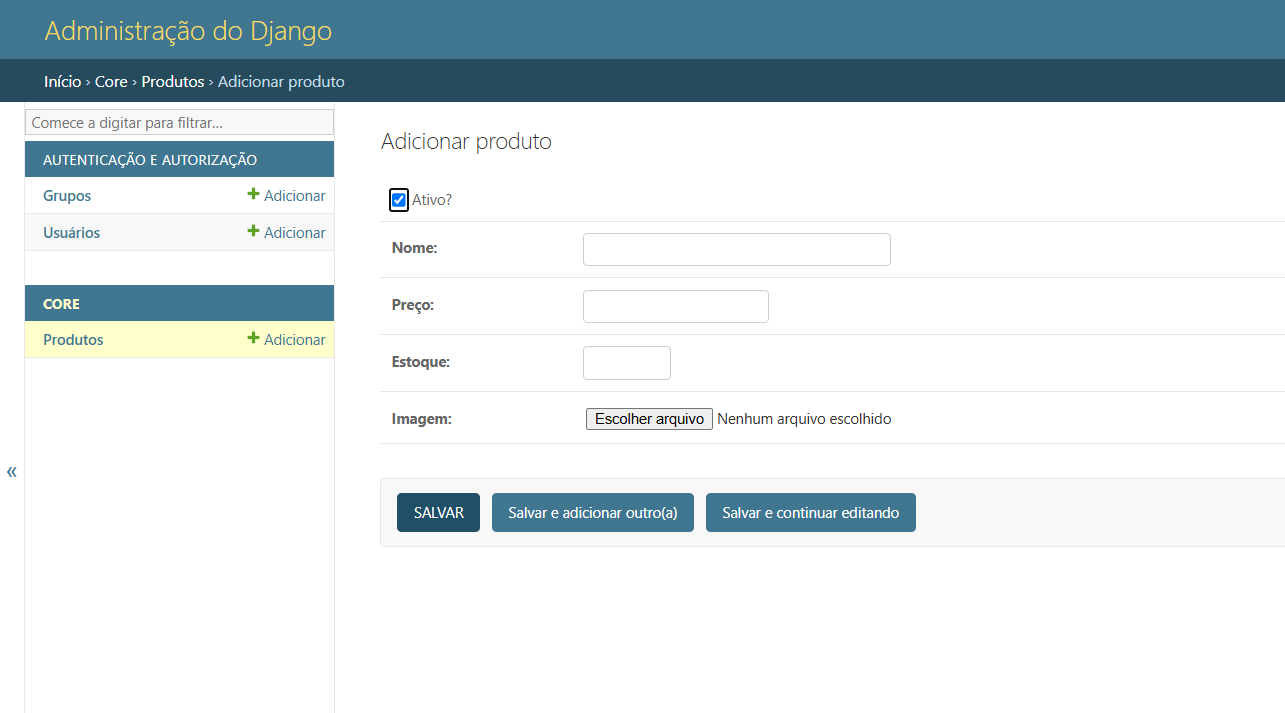 Administração do Django
Início › Core › Produtos › Adicionar produto
Comece a digitar para filtrar...
AUTENTICAÇÃO E AUTORIZAÇÃO
Grupos
Adicionar
Usuários
Adicionar
CORE
Produtos
Adicionar
«
Adicionar produto
Ativo?
Nome:
Preço:
Estoque:
Imagem: Escolher arquivo Nenhum arquivo escolhido
SALVAR Salvar e adicionar outro(a) Salvar e continuar editando